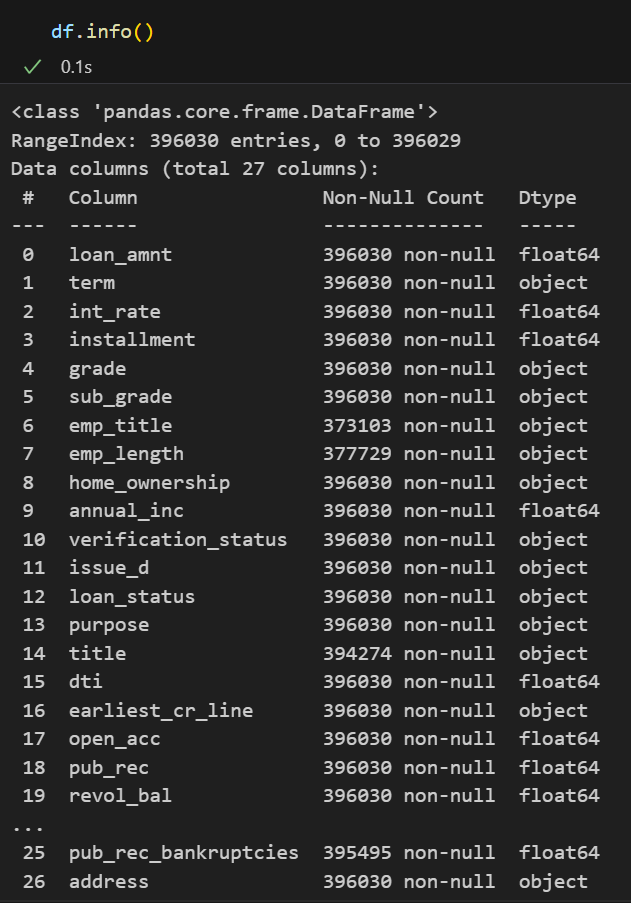 df.info()
0.1s
<class 'pandas.core.frame.DataFrame'>
RangeIndex: 396030 entries, 0 to 396029
Data columns (total 27 columns):
 #   Column                Non-Null Count   Dtype
---  ------                --------------   -----
 0   loan_amnt             396030 non-null  float64
 1   term                  396030 non-null  object
 2   int_rate              396030 non-null  float64
 3   installment           396030 non-null  float64
 4   grade                 396030 non-null  object
 5   sub_grade             396030 non-null  object
 6   emp_title             373103 non-null  object
 7   emp_length            377729 non-null  object
 8   home_ownership        396030 non-null  object
 9   annual_inc            396030 non-null  float64
 10  verification_status   396030 non-null  object
 11  issue_d               396030 non-null  object
 12  loan_status           396030 non-null  object
 13  purpose               396030 non-null  object
 14  title                 394274 non-null  object
 15  dti                   396030 non-null  float64
 16  earliest_cr_line      396030 non-null  object
 17  open_acc              396030 non-null  float64
 18  pub_rec               396030 non-null  float64
 19  revol_bal             396030 non-null  float64
...
 25  pub_rec_bankruptcies  395495 non-null  float64
 26  address               396030 non-null  object